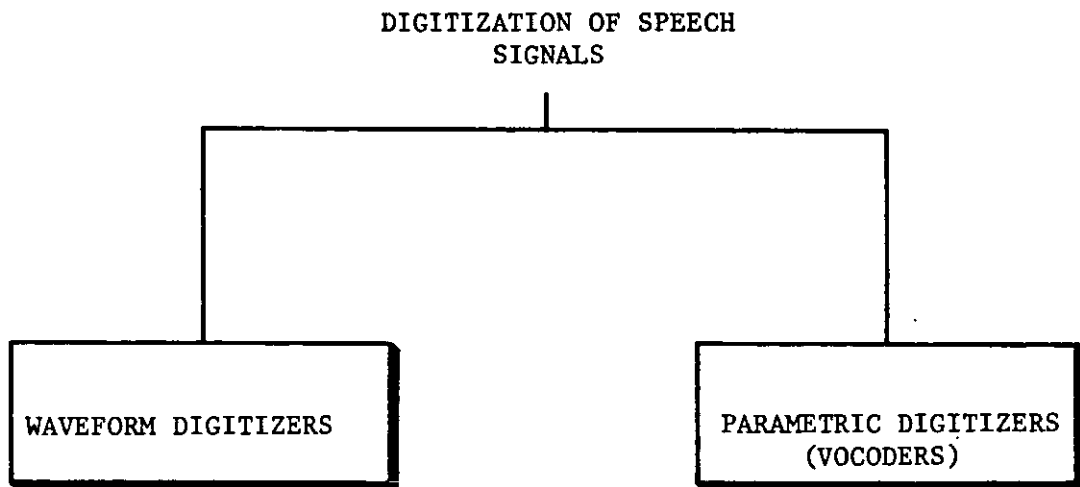 DIGITIZATION OF SPEECH
SIGNALS
WAVEFORM DIGITIZERS
PARAMETRIC DIGITIZERS
(VOCODERS)